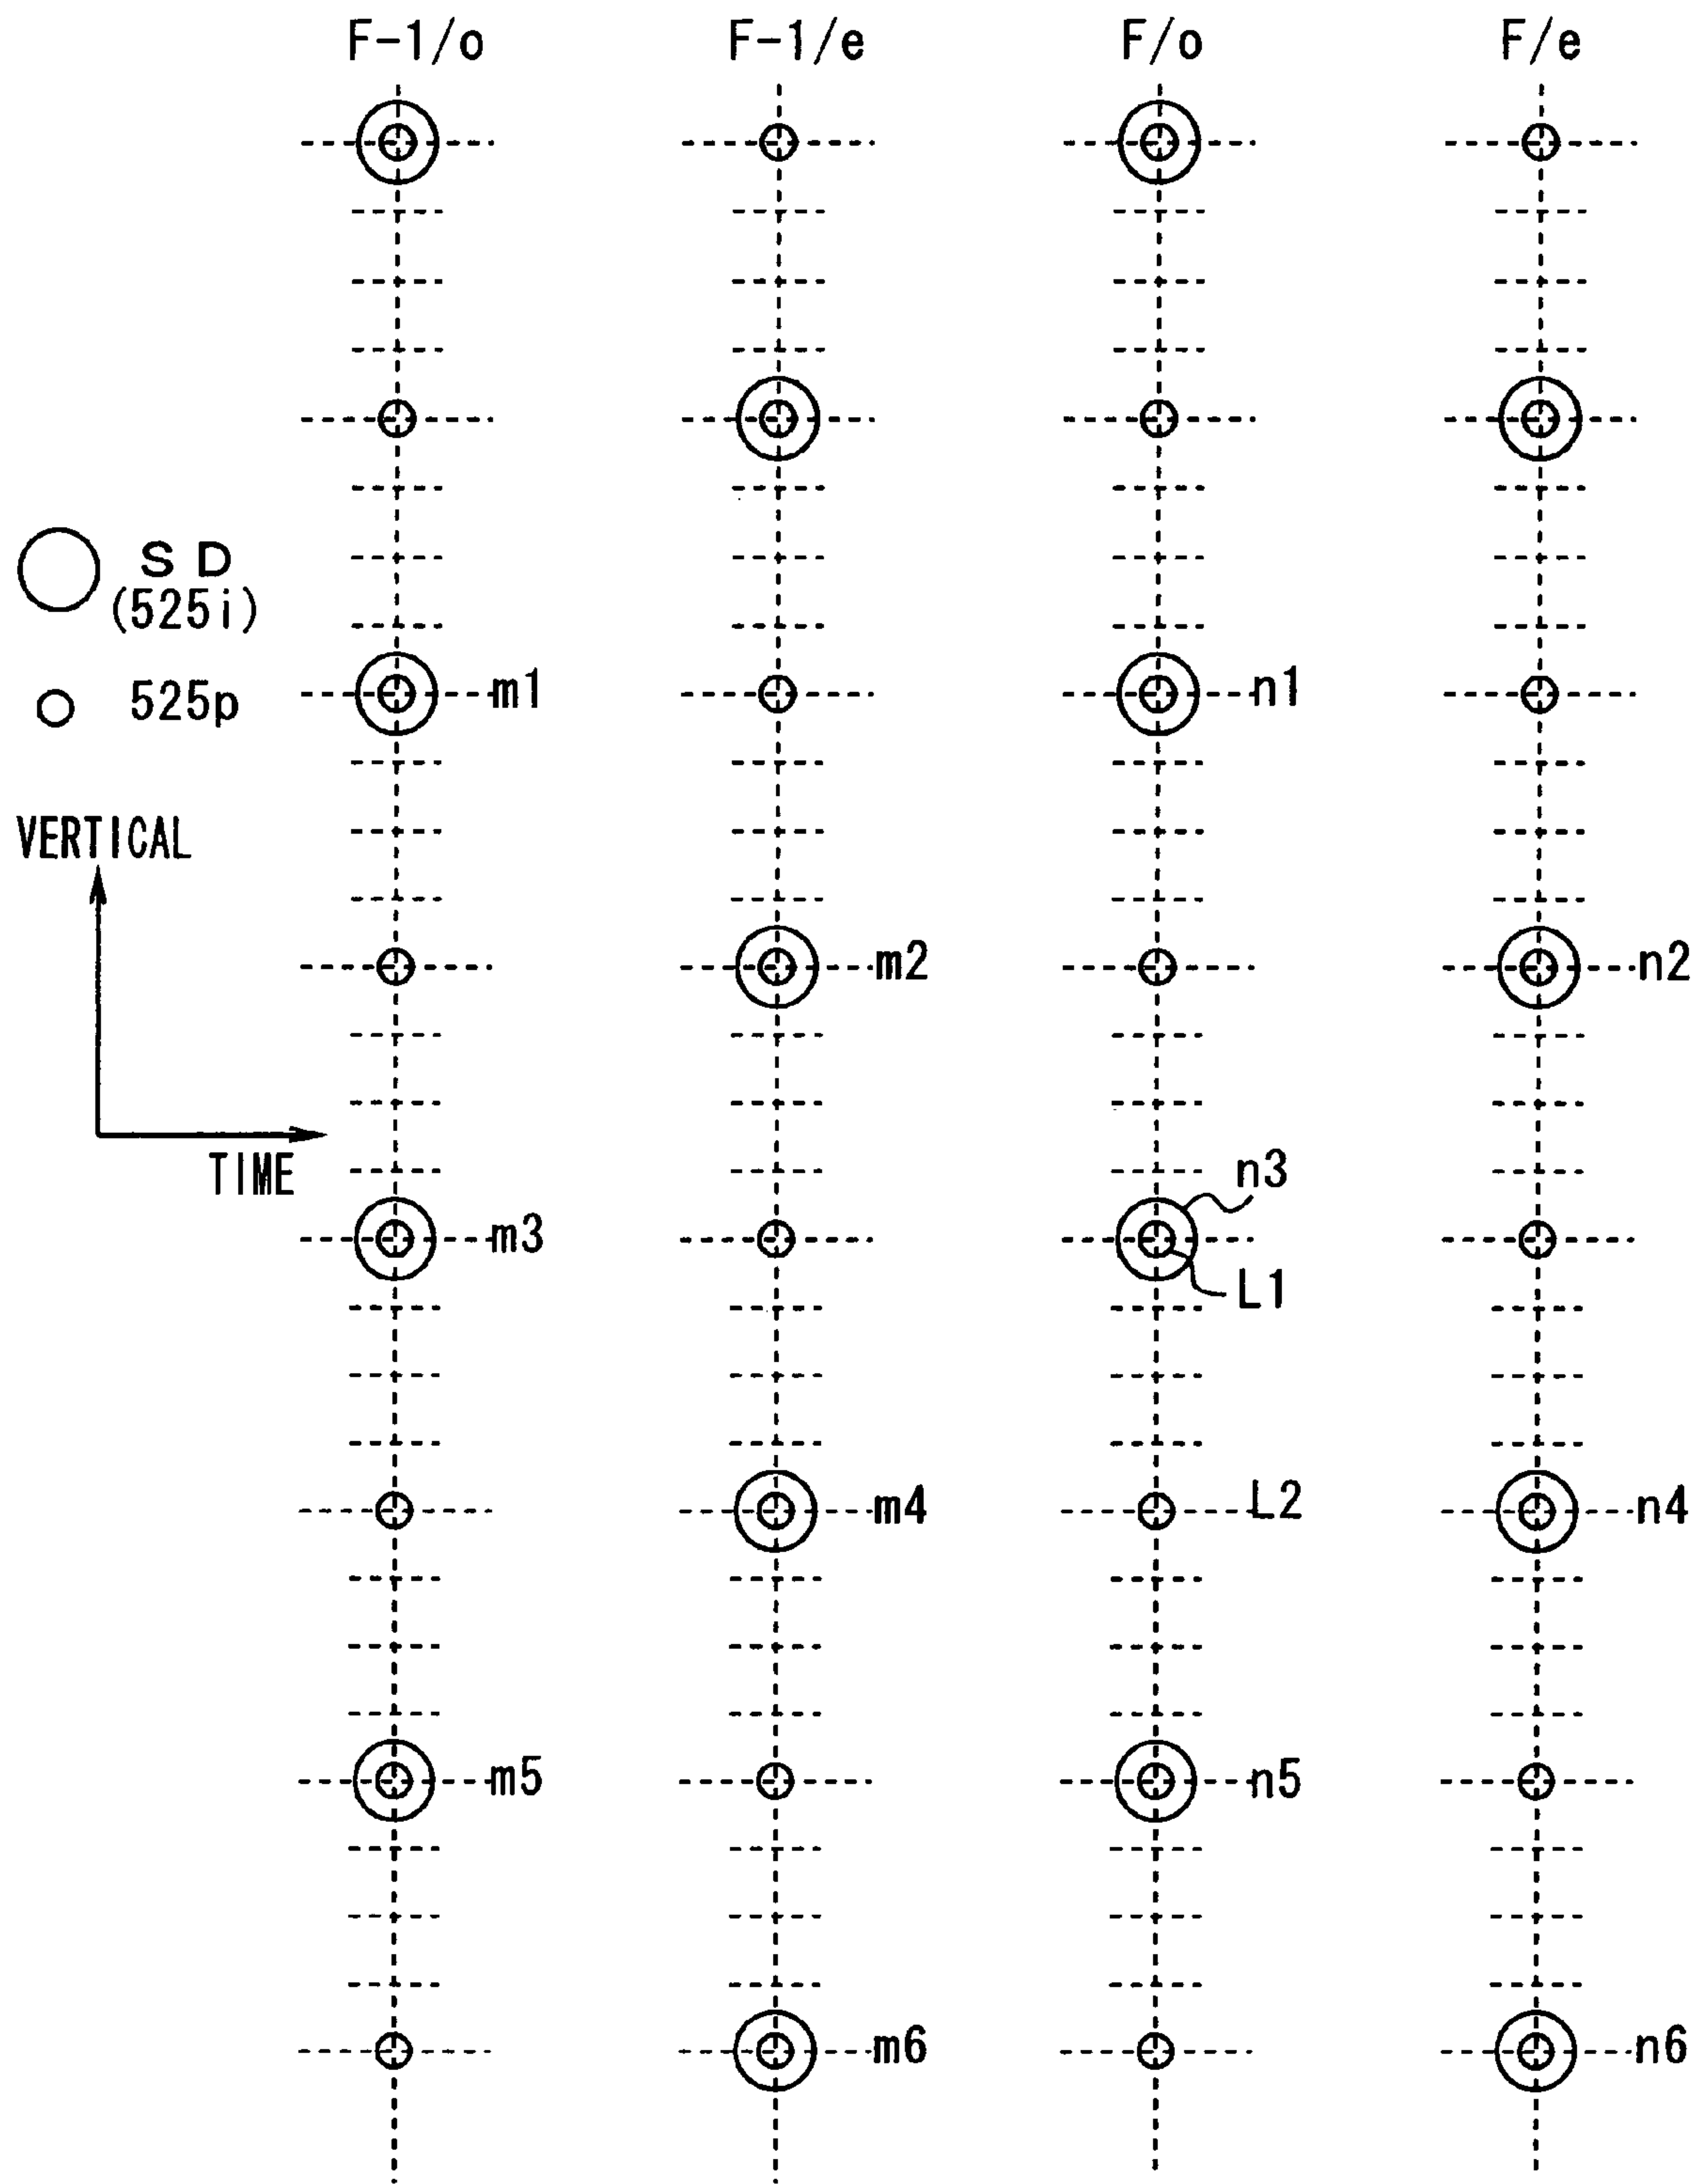 F-1/o F-1/e F/o F/e
SD
(525i)
525p
m1 n1
VERTICAL
m2 n2
TIME
n3
m3
L1
m4 L2 n4
m5 n5
m6 n6